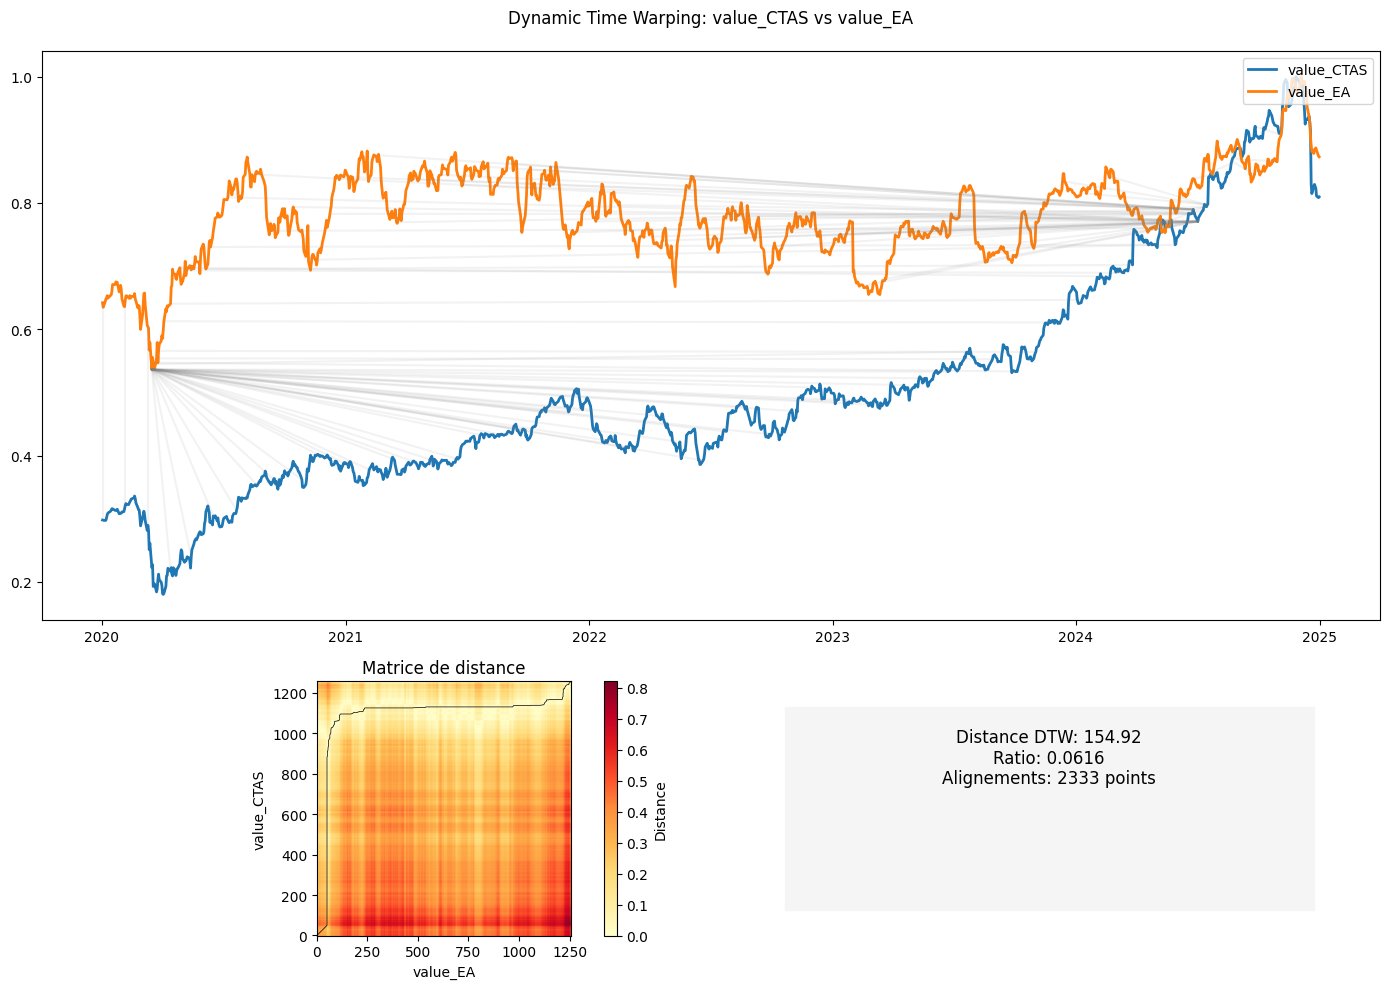 Dynamic Time Warping: value_CTAS vs value_EA
value_CTAS
value_EA
1.0
0.8
0.6
0.4
0.2
2020 2021 2022 2023 2024 2025
Matrice de distance
value_CTAS
1200
1000
800
600
400
200
0
0 250 500 750 1000 1250
value_EA
0.8
0.7
0.6
0.5
0.4
0.3
0.2
0.1
0.0
Distance
Distance DTW: 154.92
Ratio: 0.0616
Alignements: 2333 points